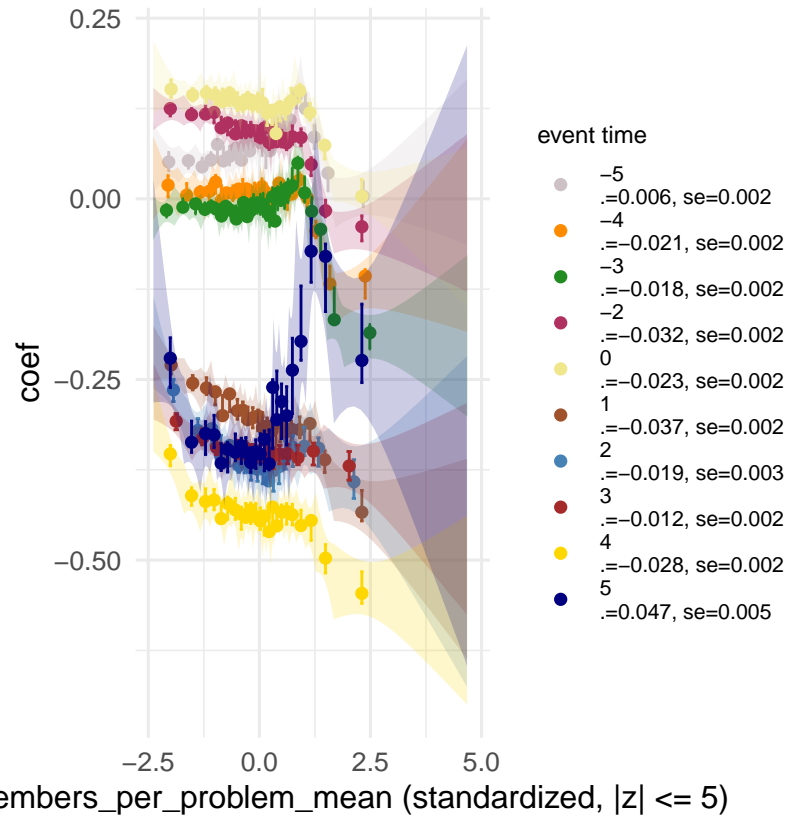 0.25
0.00
−0.25
−0.50
coef
−2.5
0.0
2.5
5.0
embers_per_problem_mean (standardized, |z| <= 5)
event time
−5
.=0.006, se=0.002
−4
.=−0.021, se=0.002
−3
.=−0.018, se=0.002
−2
.=−0.032, se=0.002
0
.=−0.023, se=0.002
1
.=−0.037, se=0.002
2
.=−0.019, se=0.003
3
.=−0.012, se=0.002
4
.=−0.028, se=0.002
5
.=0.047, se=0.005